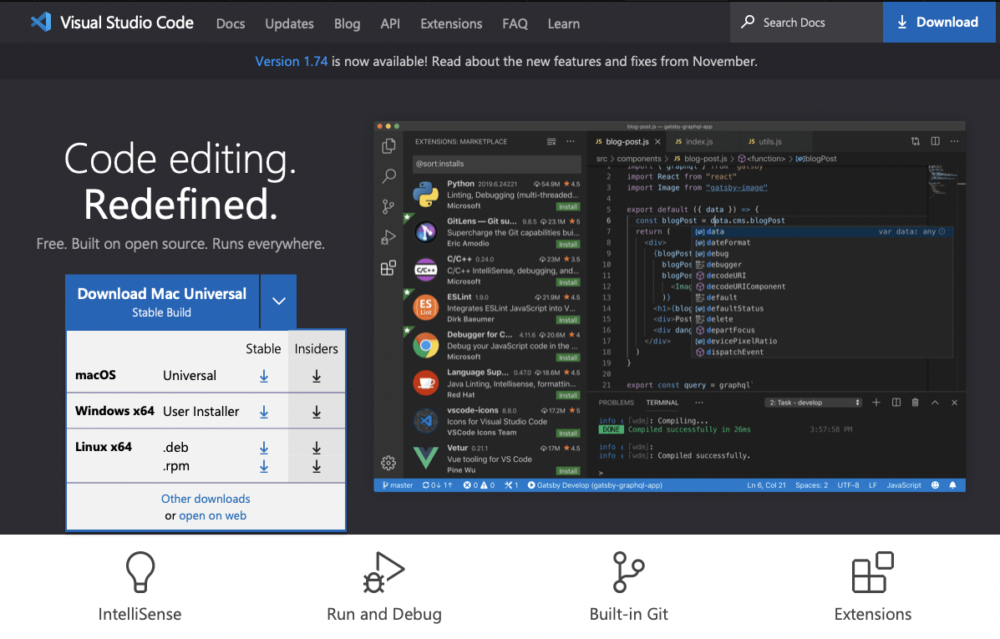 Visual Studio Code Docs Updates Blog API Extensions FAQ Learn Search Docs Download
Version 1.74 is now available! Read about the new features and fixes from November.
Code editing.
Redefined.
Free. Built on open source. Runs everywhere.
Download Mac Universal
Stable Build
Stable Insiders
macOS Universal
Windows x64 User Installer
Linux x64 .deb
.rpm
Other downloads
or open on web
blog-post.js — gatsby-graphql-app
EXTENSIONS: MARKETPLACE
@sort:installs
Python 2019.6.24221 54.9M 4.5
Linting, Debugging (multi-threaded...
Microsoft Install
GitLens — Git su... 9.8.5 23.1M 5
Supercharge the Git capabilities bui...
Eric Amodio Install
C/C++ 0.24.0 23M 3.5
C/C++ IntelliSense, debugging, and...
Microsoft Install
ESLint 1.9.0 21.9M 4.5
Integrates ESLint JavaScript into V...
Dirk Baeumer Install
Debugger for C... 4.11.6 20.6M 4
Debug your JavaScript code in the ...
Microsoft Install
Language Sup... 0.47.0 18.6M 4.5
Java Linting, Intellisense, formattin...
Red Hat Install
vscode-icons 8.8.0 17.2M 5
Icons for Visual Studio Code
VSCode Icons Team Install
Vetur 0.21.1 17M 4.5
Vue tooling for VS Code
Pine Wu Install
JS blog-post.js JS index.js JS utils.js
src > components > JS blog-post.js > <function> > blogPost
import { graphql } from "gatsby"
2 import React from "react"
3 import Image from "gatsby-image"
4
5 export default ({ data }) => {
6 const blogPost = data.cms.blogPost
7 return ( data var data: any
8 <div> dateFormat
9 {blogPost debug
10 blogPos debugger
11 blogPos decodeURI
12 <Imag decodeURIComponent
13 )} default
14 <h1>{blog defaultStatus
15 <div>Post delete
16 <div dang departFocus
17 </div> devicePixelRatio
18 ) dispatchEvent
19 }
20
21 export const query = graphql`
PROBLEMS TERMINAL ... 2: Task - develop
info [wdm]: Compiling...
DONE Compiled successfully in 26ms 3:57:58 PM
info [wdm]:
info [wdm]: Compiled successfully.
>
master 0↓ 1↑ 0 0 1 Gatsby Develop (gatsby-graphql-app) Ln 6, Col 21 Spaces: 2 UTF-8 LF JavaScript
IntelliSense
Run and Debug
Built-in Git
Extensions